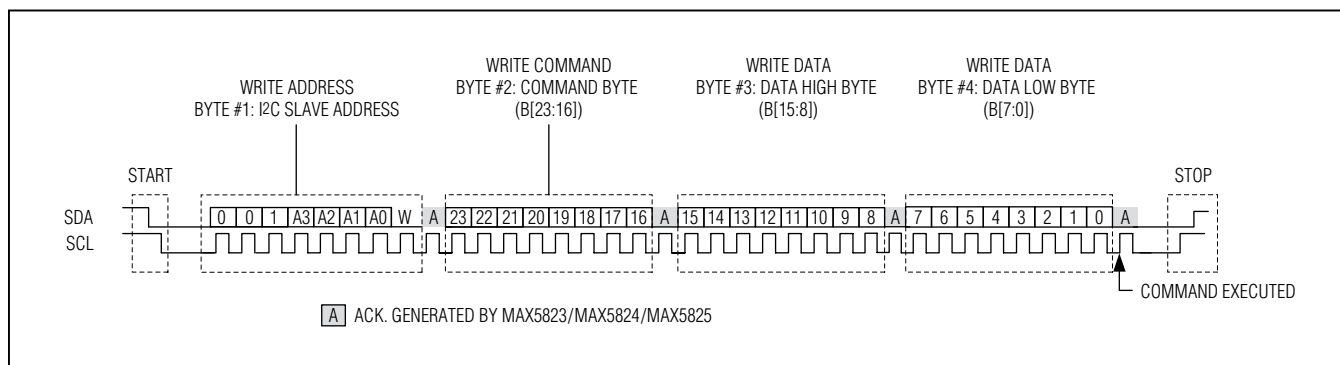 WRITE ADDRESS
BYTE #1: I2C SLAVE ADDRESS
WRITE COMMAND
BYTE #2: COMMAND BYTE
(B[23:16])
WRITE DATA
BYTE #3: DATA HIGH BYTE
(B[15:8])
WRITE DATA
BYTE #4: DATA LOW BYTE
(B[7:0])
START
STOP
SDA 0 0 1 A3 A2 A1 A0 W A 23 22 21 20 19 18 17 16 A 15 14 13 12 11 10 9 8 A 7 6 5 4 3 2 1 0 A
SCL
COMMAND EXECUTED
A ACK. GENERATED BY MAX5823/MAX5824/MAX5825